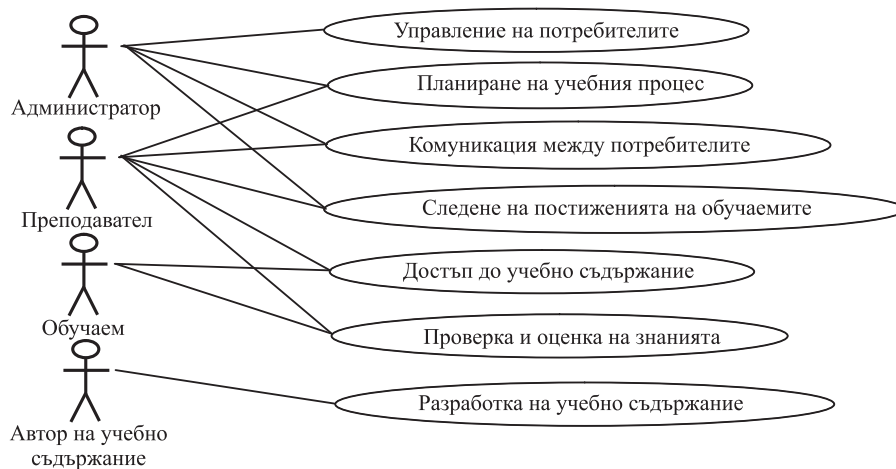 Управление на потребителите
Планиране на учебния процес
Администратор
Комуникация между потребителите
Преподавател
Следене на постиженията на обучаемите
Достъп до учебно съдържание
Обучаем
Проверка и оценка на знанията
Разработка на учебно съдържание
Автор на учебно
съдържание